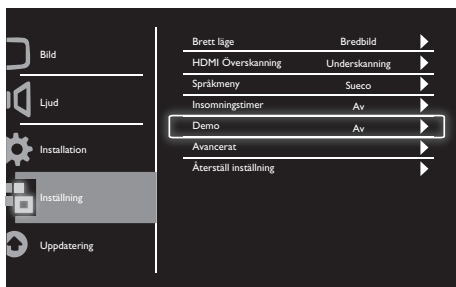 Bild
Ljud
Installation
Inställning
Uppdatering
Brett läge Bredbild
HDMI Överskanning Underskanning
Språkmeny Sueco
Insomningstimer Av
Demo Av
Avancerat
Återställ inställning